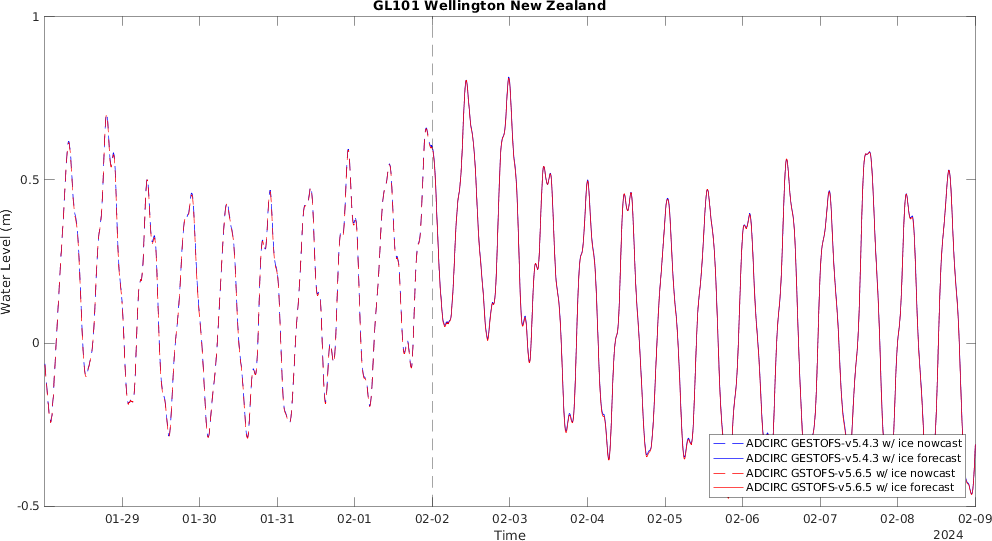 GL101 Wellington New Zealand
1
0.5
0
-0.5
Water Level (m)
ADCIRC GESTOFS-v5.4.3 w/ ice nowcast
ADCIRC GESTOFS-v5.4.3 w/ ice forecast
ADCIRC GSTOFS-v5.6.5 w/ ice nowcast
ADCIRC GSTOFS-v5.6.5 w/ ice forecast
01-29 01-30 01-31 02-01 02-02 02-03 02-04 02-05 02-06 02-07 02-08 02-09
Time
2024